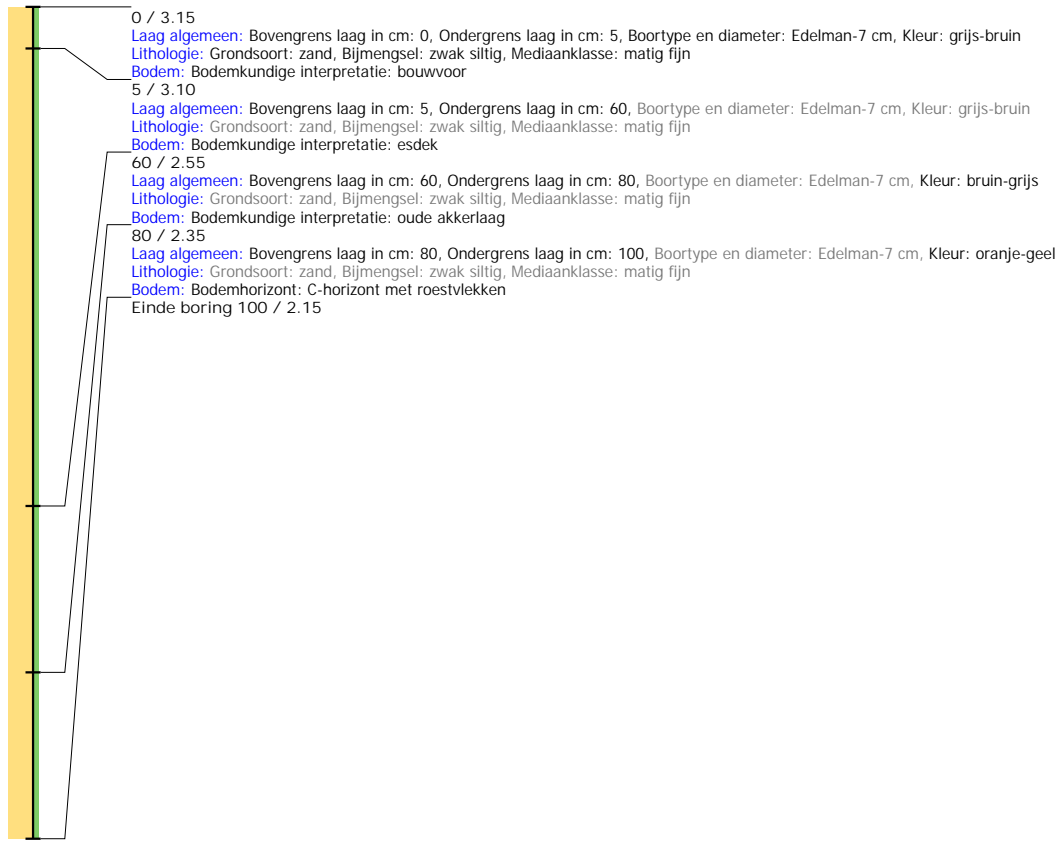 0 / 3.15
Laag algemeen: Bovengrens laag in cm: 0, Ondergrens laag in cm: 5, Boortype en diameter: Edelman-7 cm, Kleur: grijs-bruin
Lithologie: Grondsoort: zand, Bijmengsel: zwak siltig, Mediaanklasse: matig fijn
Bodem: Bodemkundige interpretatie: bouwvoor
5 / 3.10
Laag algemeen: Bovengrens laag in cm: 5, Ondergrens laag in cm: 60, Boortype en diameter: Edelman-7 cm, Kleur: grijs-bruin
Lithologie: Grondsoort: zand, Bijmengsel: zwak siltig, Mediaanklasse: matig fijn
Bodem: Bodemkundige interpretatie: esdek
60 / 2.55
Laag algemeen: Bovengrens laag in cm: 60, Ondergrens laag in cm: 80, Boortype en diameter: Edelman-7 cm, Kleur: bruin-grijs
Lithologie: Grondsoort: zand, Bijmengsel: zwak siltig, Mediaanklasse: matig fijn
Bodem: Bodemkundige interpretatie: oude akkerlaag
80 / 2.35
Laag algemeen: Bovengrens laag in cm: 80, Ondergrens laag in cm: 100, Boortype en diameter: Edelman-7 cm, Kleur: oranje-geel
Lithologie: Grondsoort: zand, Bijmengsel: zwak siltig, Mediaanklasse: matig fijn
Bodem: Bodemhorizont: C-horizont met roestvlekken
Einde boring 100 / 2.15